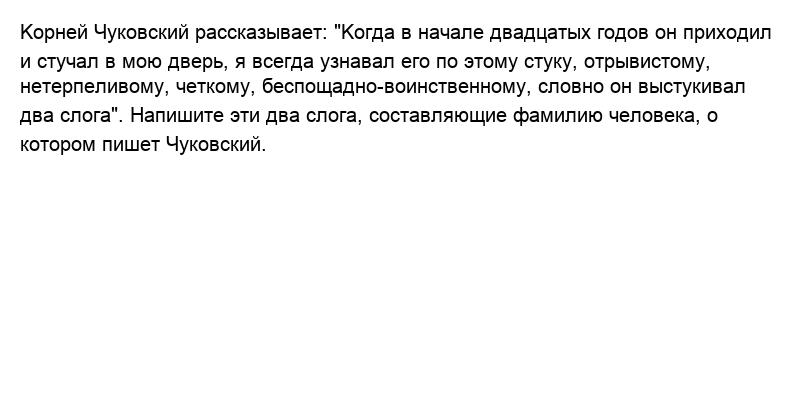 Корней Чуковский рассказывает: "Когда в начале двадцатых годов он приходил
и стучал в мою дверь, я всегда узнавал его по этому стуку, отрывистому,
нетерпеливому, четкому, беспощадно-воинственному, словно он выстукивал
два слога". Напишите эти два слога, составляющие фамилию человека, о
котором пишет Чуковский.